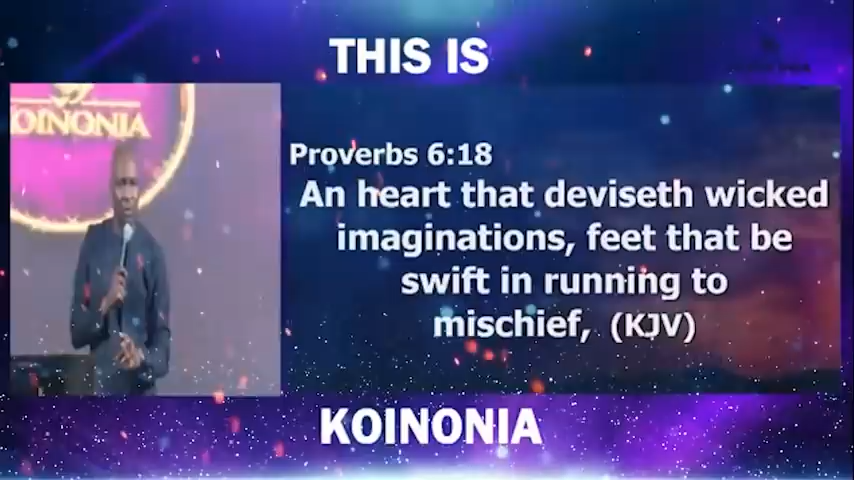 THIS IS
KOINONIA
Proverbs 6:18
An heart that deviseth wicked
imaginations, feet that be
swift in running to
mischief, (KJV)
KOINONIA